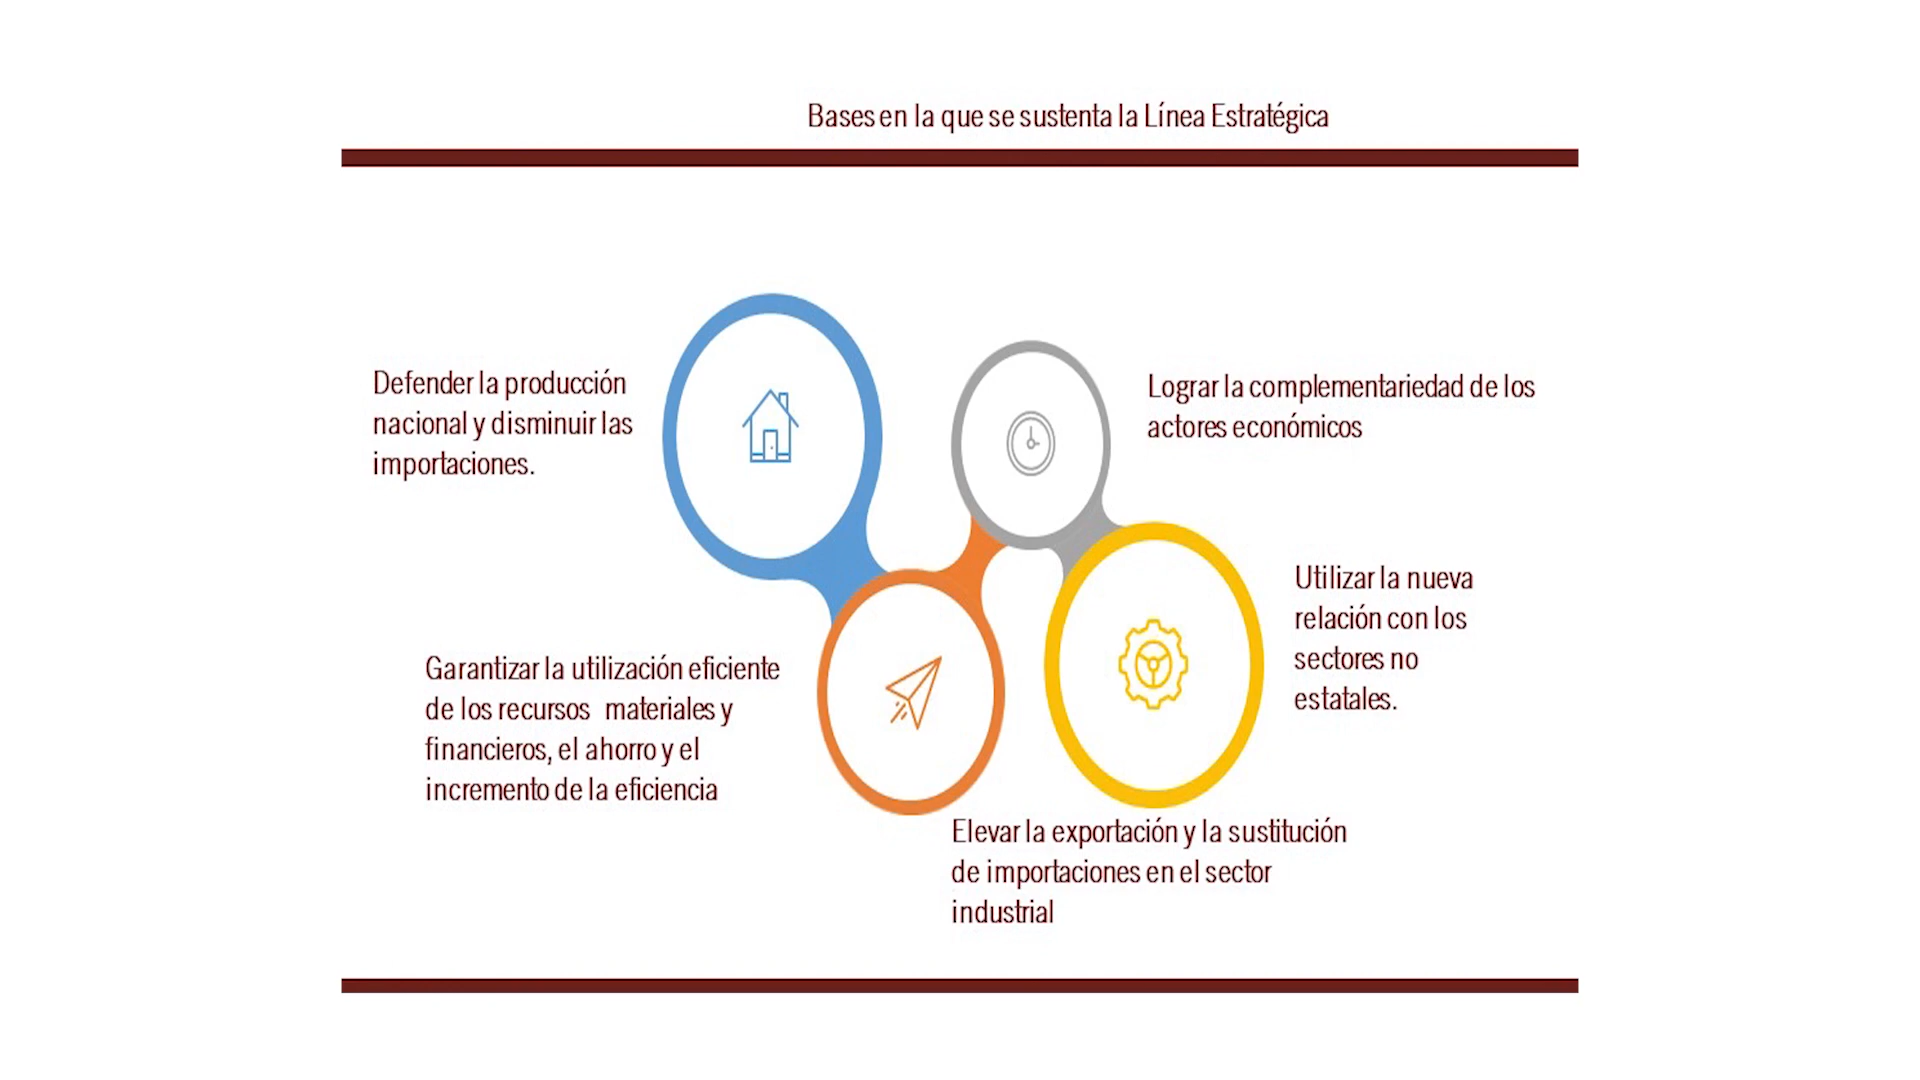 Bases en la que se sustenta la Línea Estratégica
Defender la producción
nacional y disminuir las
importaciones.
Lograr la complementariedad de los
actores económicos
Utilizar la nueva
relación con los
sectores no
estatales.
Garantizar la utilización eficiente
de los recursos materiales y
financieros, el ahorro y el
incremento de la eficiencia
Elevar la exportación y la sustitución
de importaciones en el sector
industrial